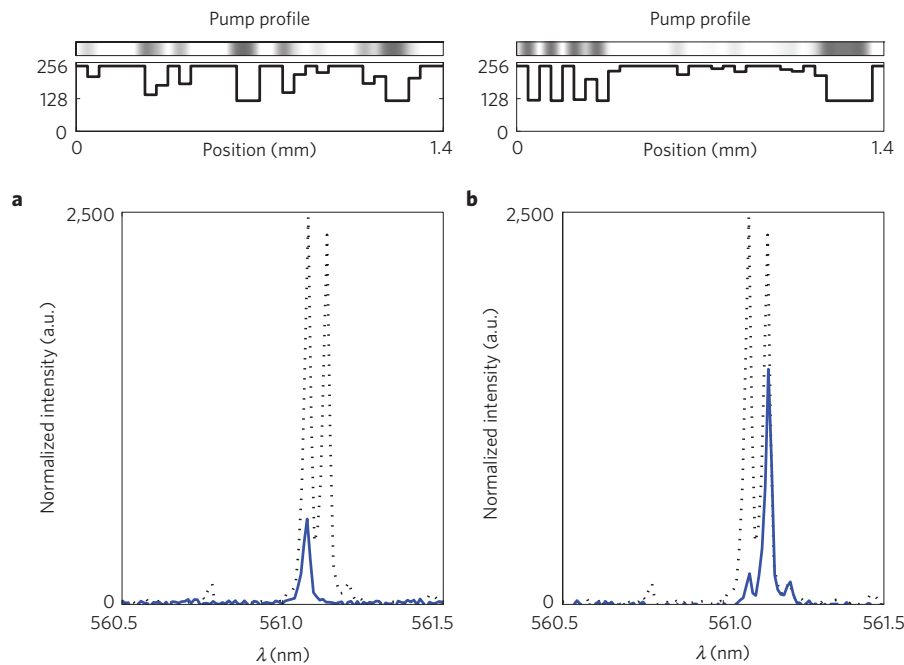 Pump profile
256
128
0
0
Position (mm)
1.4
Pump profile
256
128
0
0
Position (mm)
1.4
a
2,500
Normalized intensity (a.u.)
0
560.5
561.0
561.5
λ (nm)
b
2,500
Normalized intensity (a.u.)
0
560.5
561.0
561.5
λ (nm)